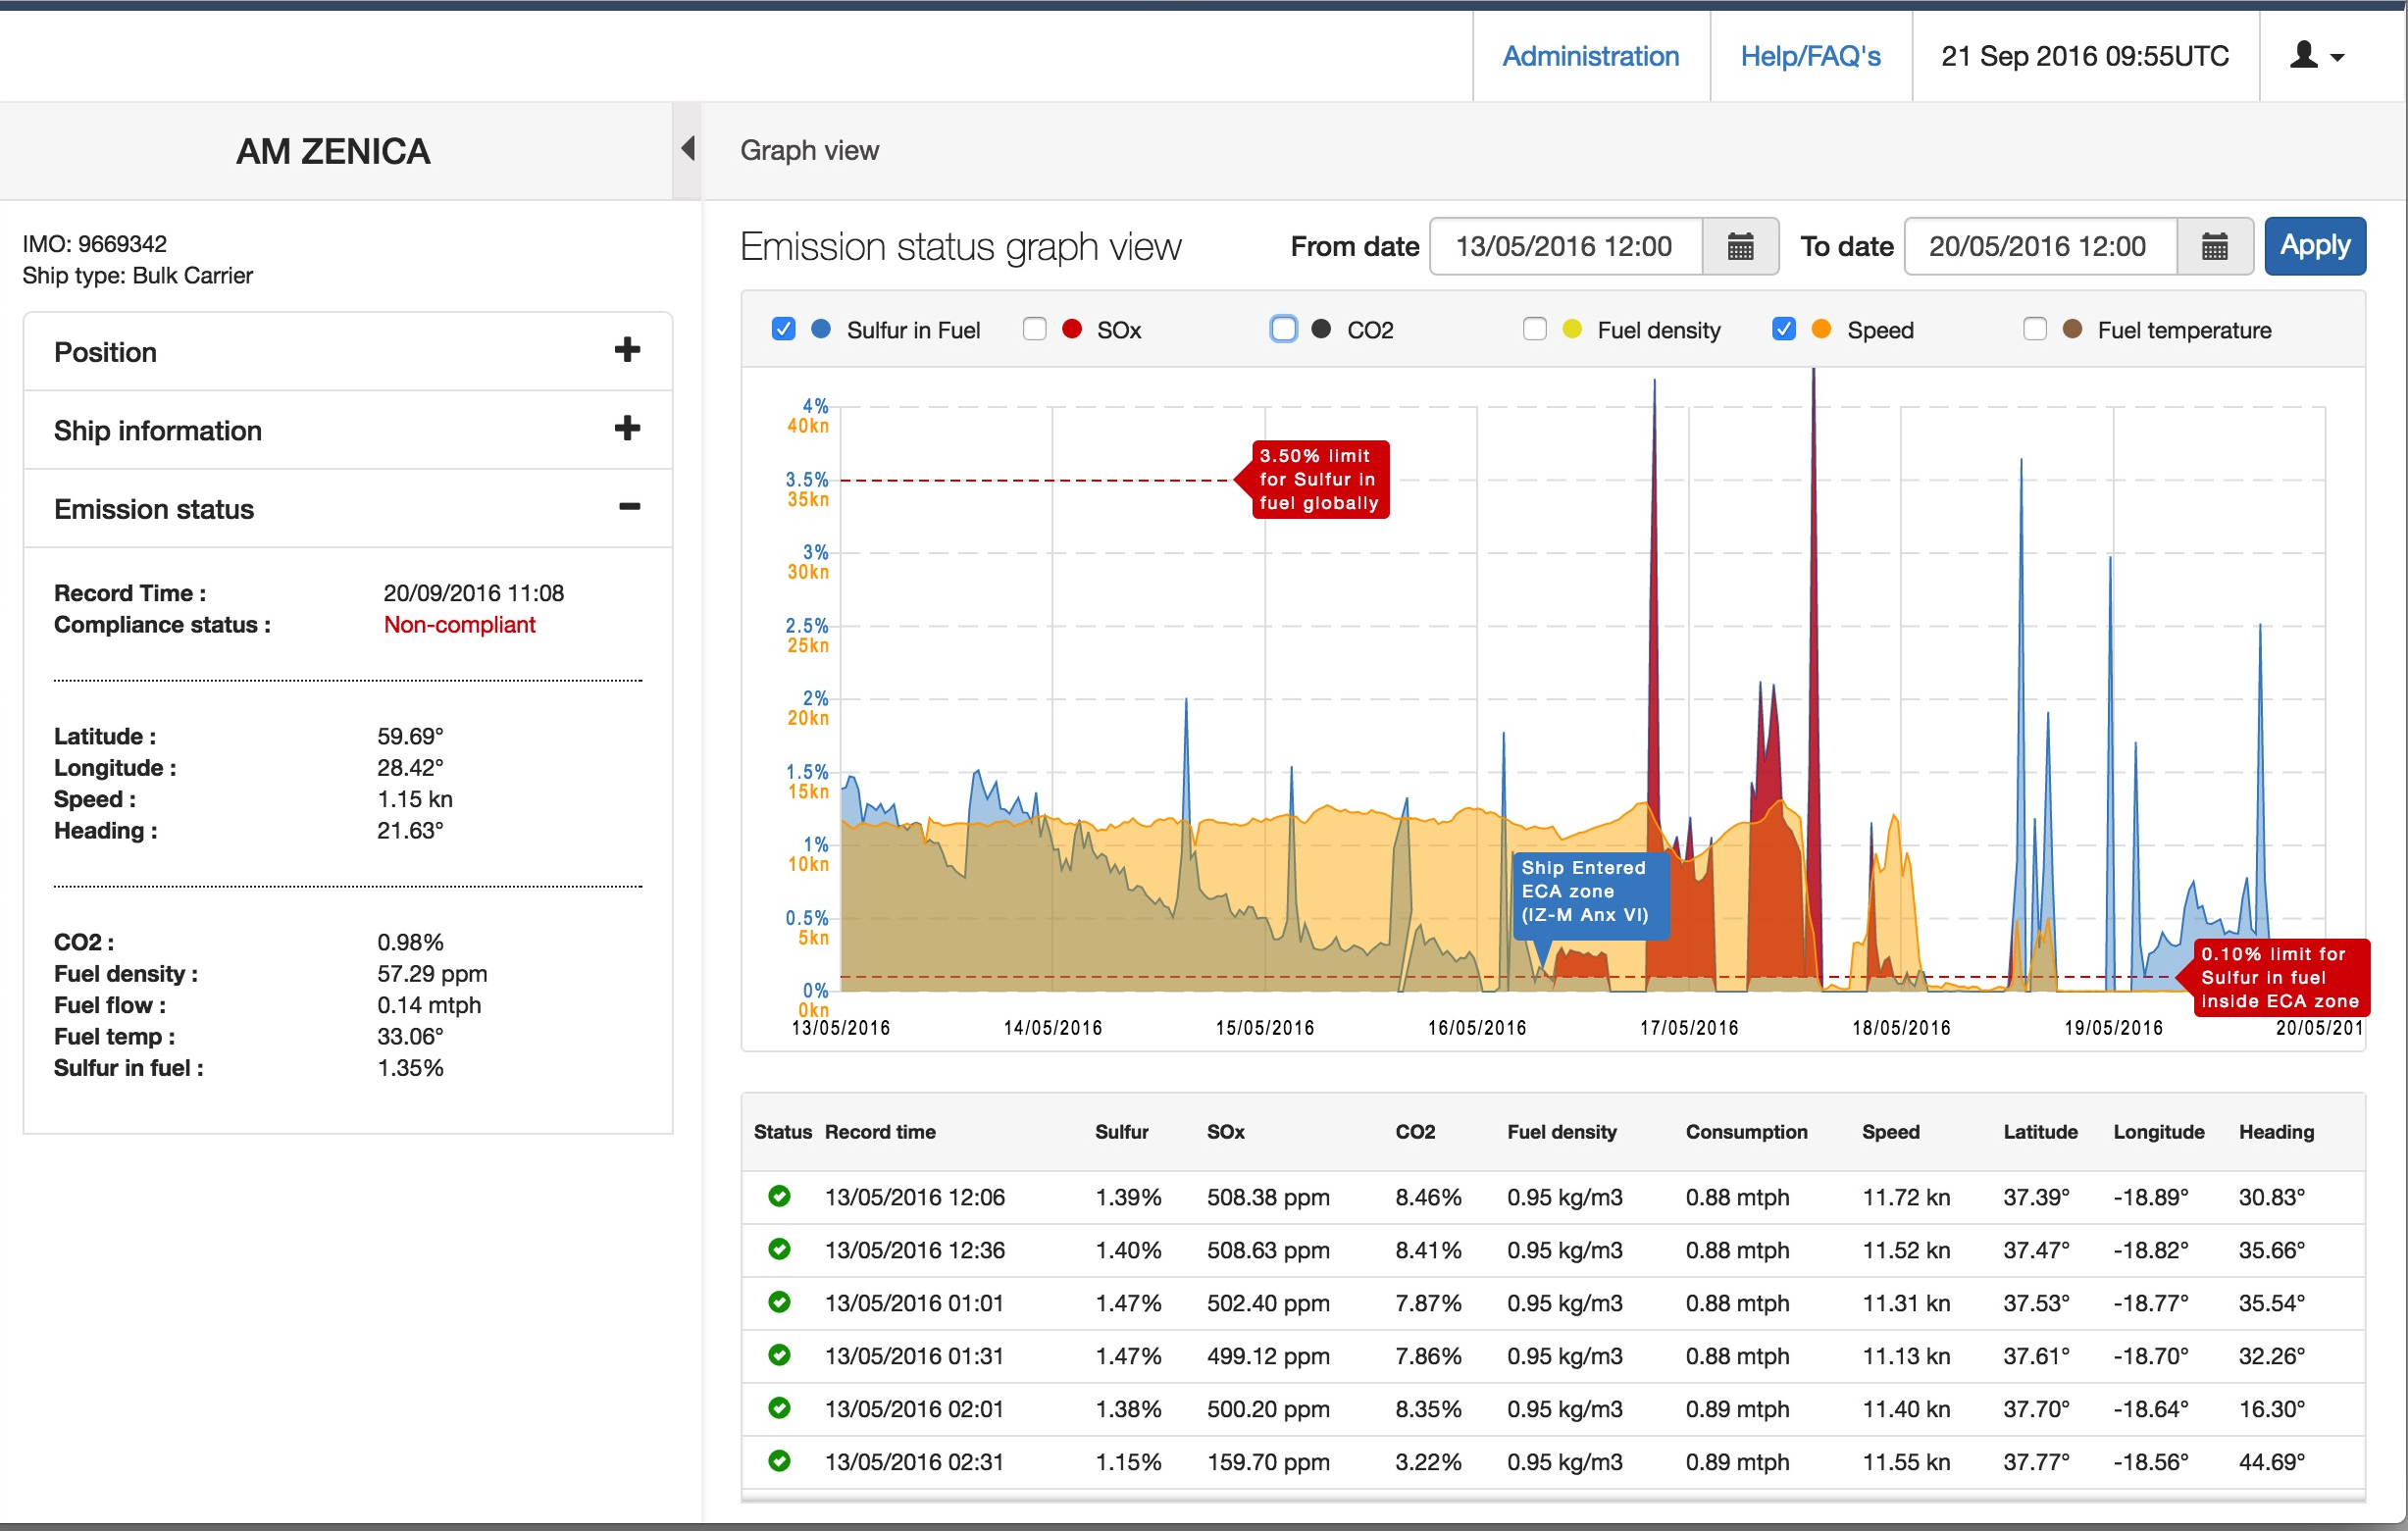 Administration
Help/FAQ's
21 Sep 2016 09:55UTC
AM ZENICA
Graph view
IMO: 9669342
Ship type: Bulk Carrier
Position
Ship information
Emission status
Record Time : 20/09/2016 11:08
Compliance status : Non-compliant
Latitude : 59.69°
Longitude : 28.42°
Speed : 1.15 kn
Heading : 21.63°
CO2 : 0.98%
Fuel density : 57.29 ppm
Fuel flow : 0.14 mtph
Fuel temp : 33.06°
Sulfur in fuel : 1.35%
Emission status graph view
From date 13/05/2016 12:00 To date 20/05/2016 12:00 Apply
Sulfur in Fuel SOx CO2 Fuel density Speed Fuel temperature
4%
40kn
3.5%
35kn
3%
30kn
2.5%
25kn
2%
20kn
1.5%
15kn
1%
10kn
0.5%
5kn
0%
0kn
3.50% limit
for Sulfur in
fuel globally
Ship Entered
ECA zone
(IZ-M Anx VI)
0.10% limit for
Sulfur in fuel
inside ECA zone
13/05/2016 14/05/2016 15/05/2016 16/05/2016 17/05/2016 18/05/2016 19/05/2016 20/05/201
Status Record time Sulfur SOx CO2 Fuel density Consumption Speed Latitude Longitude Heading
13/05/2016 12:06 1.39% 508.38 ppm 8.46% 0.95 kg/m3 0.88 mtph 11.72 kn 37.39° -18.89° 30.83°
13/05/2016 12:36 1.40% 508.63 ppm 8.41% 0.95 kg/m3 0.88 mtph 11.52 kn 37.47° -18.82° 35.66°
13/05/2016 01:01 1.47% 502.40 ppm 7.87% 0.95 kg/m3 0.88 mtph 11.31 kn 37.53° -18.77° 35.54°
13/05/2016 01:31 1.47% 499.12 ppm 7.86% 0.95 kg/m3 0.88 mtph 11.13 kn 37.61° -18.70° 32.26°
13/05/2016 02:01 1.38% 500.20 ppm 8.35% 0.95 kg/m3 0.89 mtph 11.40 kn 37.70° -18.64° 16.30°
13/05/2016 02:31 1.15% 159.70 ppm 3.22% 0.95 kg/m3 0.89 mtph 11.55 kn 37.77° -18.56° 44.69°